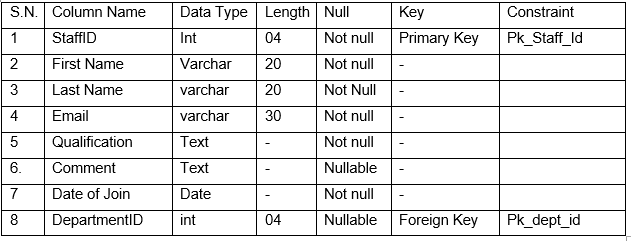 S.N. Column Name Data Type Length Null Key Constraint
1 StaffID Int 04 Not null Primary Key Pk_Staff_Id
2 First Name Varchar 20 Not null -
3 Last Name varchar 20 Not Null -
4 Email varchar 30 Not null -
5 Qualification Text - Not null -
6. Comment Text - Nullable -
7 Date of Join Date - Not null -
8 DepartmentID int 04 Nullable Foreign Key Pk_dept_id